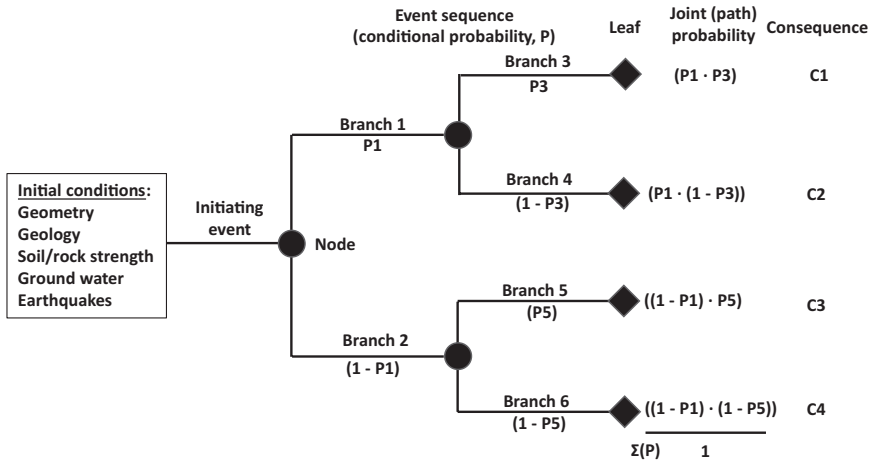 Event sequence
(conditional probability, P)
Leaf
Joint (path)
probability
Consequence
Branch 3
P3
(P1 · P3)
C1
Branch 1
P1
Branch 4
(1 - P3)
(P1 · (1 - P3))
C2
Initial conditions:
Geometry
Geology
Soil/rock strength
Ground water
Earthquakes
Initiating
event
Node
Branch 5
(P5)
((1 - P1) · P5)
C3
Branch 2
(1 - P1)
Branch 6
(1 - P5)
((1 - P1) · (1 - P5))
C4
Σ(P) 1